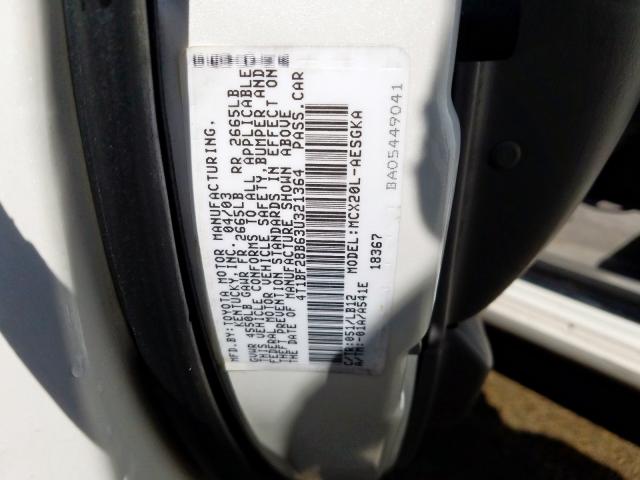 MFD.BY:TOYOTA MOTOR MANUFACTURING,
KENTUCKY,INC. 04/03
GVWR 4550LB GAWR FR 2665LB RR 2665LB
THIS VEHICLE CONFORMS TO ALL APPLICABLE
FEDERAL MOTOR VEHICLE SAFETY,BUMPER AND
THEFT PREVENTION STANDARDS IN EFFECT ON
THE DATE OF MANUFACTURE SHOWN ABOVE
4T1BF28B63U321364 PASS.CAR
C/TR:051/LB12 MODEL:MCX20L-AESGKA
A/TM:-01A/A541E 18367
BA05449041